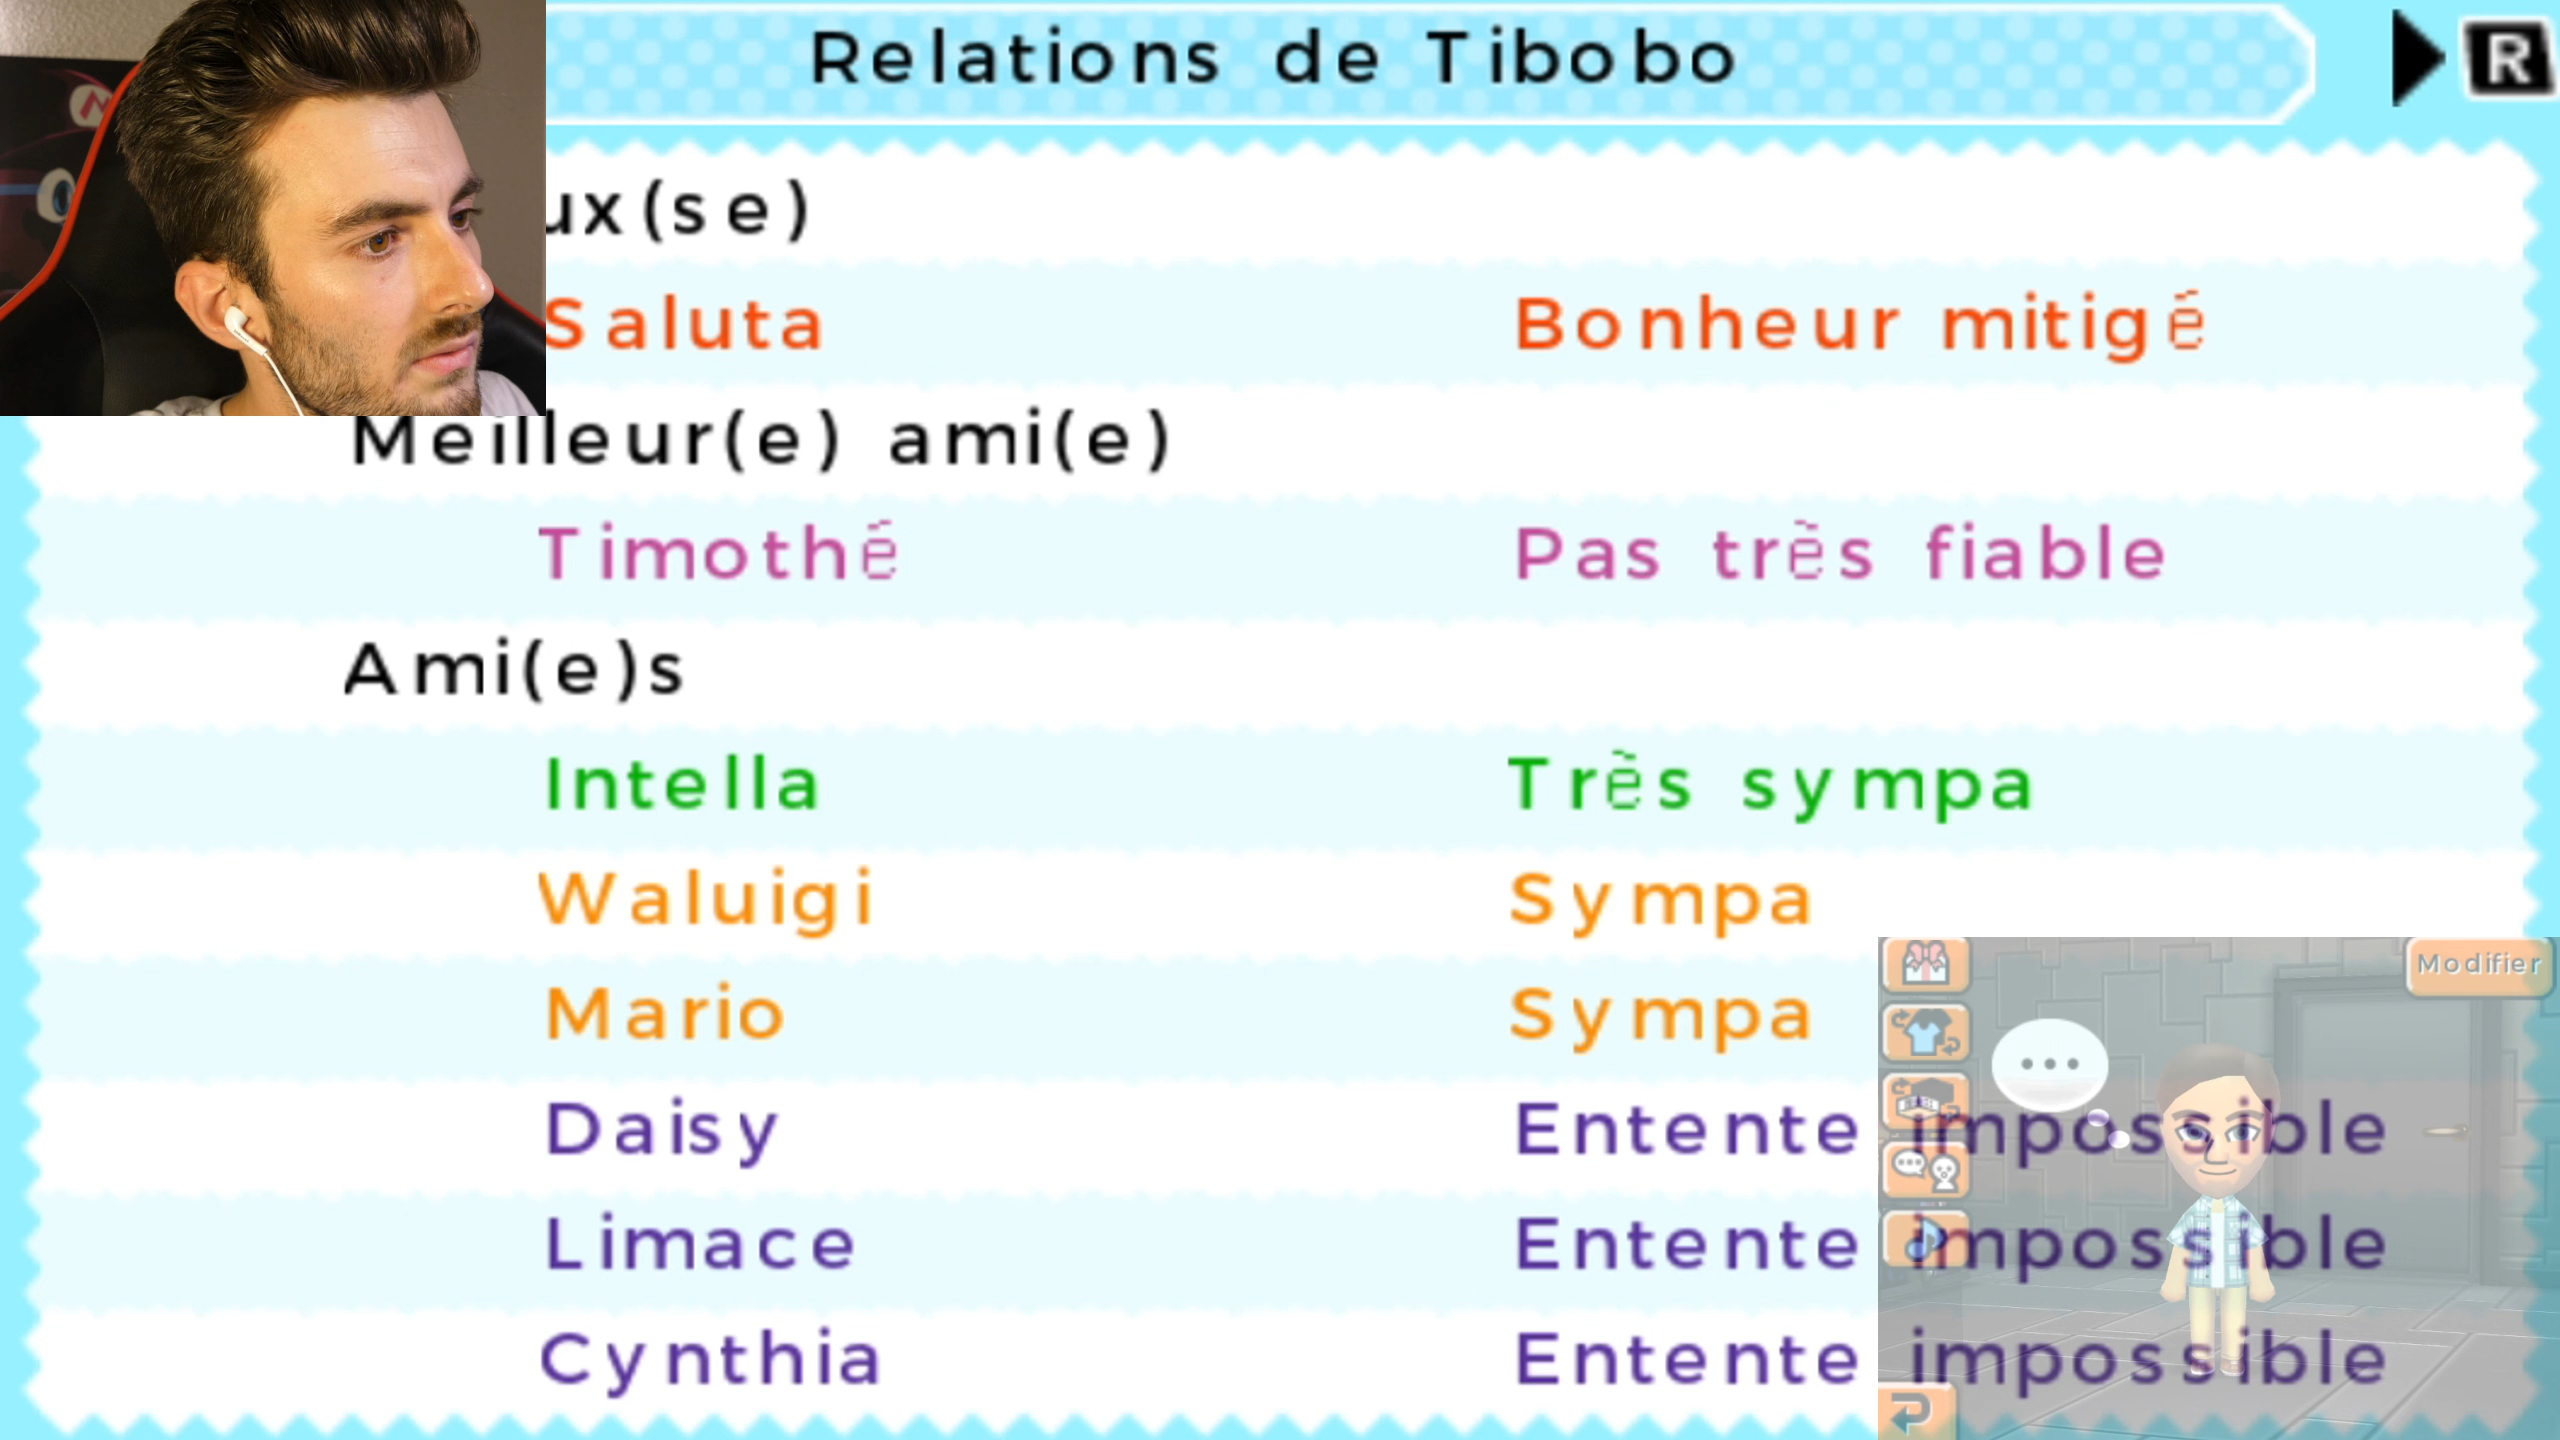 Relations de Tibobo
R
ux(se)
Saluta Bonheur mitigé
Meilleur(e) ami(e)
Timothé Pas très fiable
Ami(e)s
Intella Très sympa
Waluigi Sympa
Mario Sympa
Modifier
Daisy Entente impossible
Limace Entente impossible
Cynthia Entente impossible